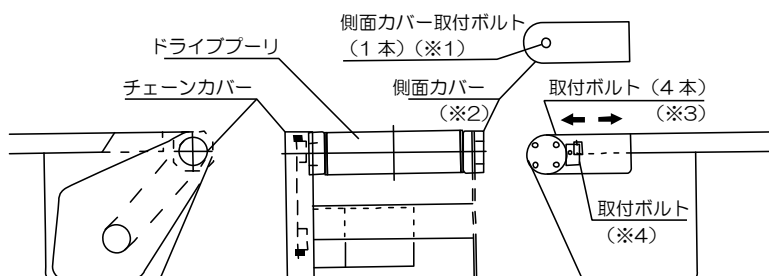 側面カバー取付ボルト
(1本)(※1)
ドライブプーリ
チェーンカバー
側面カバー
(※2)
取付ボルト(4本)
(※3)
取付ボルト
(※4)